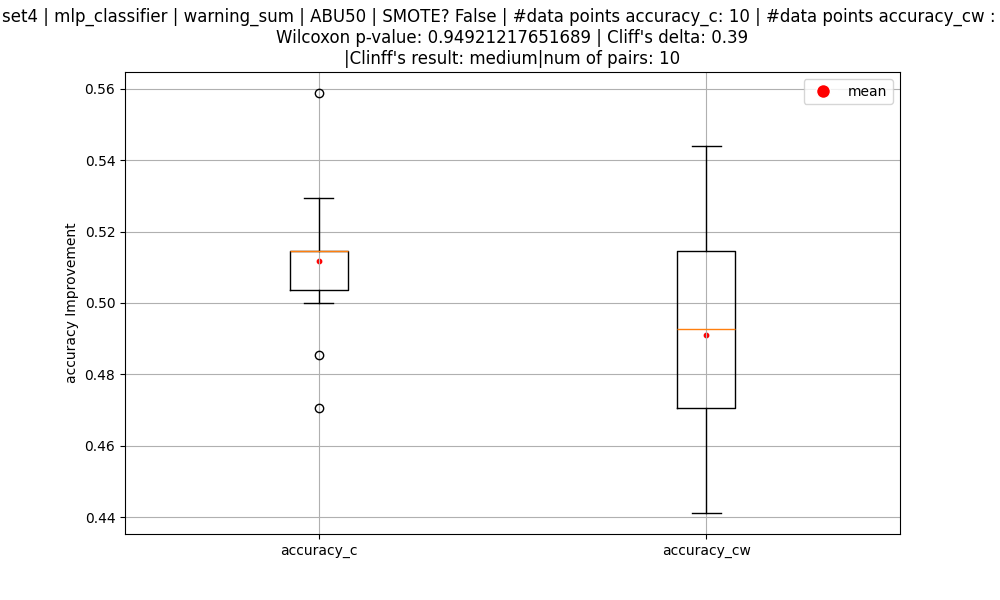 set4 | mlp_classifier | warning_sum | ABU50 | SMOTE? False | #data points accuracy_c: 10 | #data points accuracy_cw :
Wilcoxon p-value: 0.94921217651689 | Cliff's delta: 0.39
|Clinff's result: medium|num of pairs: 10
mean
0.56
0.54
0.52
0.50
0.48
0.46
0.44
accuracy Improvement
accuracy_c
accuracy_cw